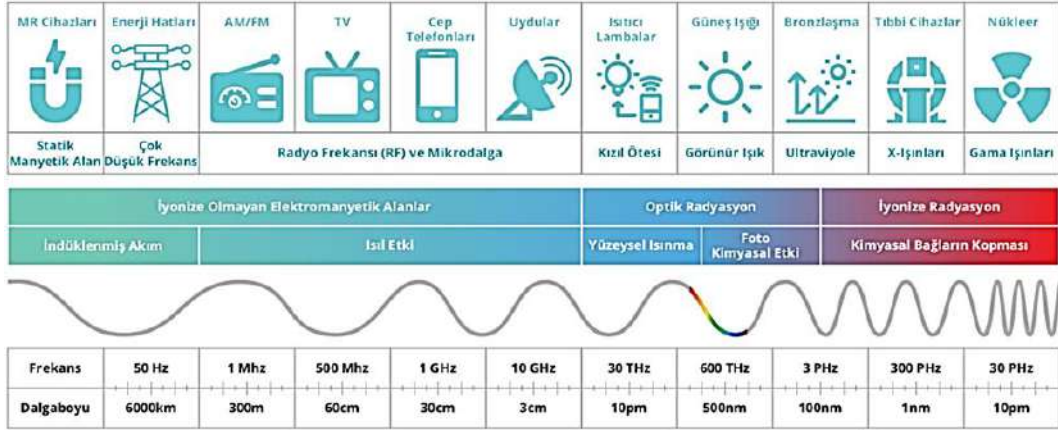 MR Cihazları Enerji Hatları AM/FM TV Cep Telefonları Uydular Isıtıcı Lambalar Güneş Işığı Bronzlaşma Tıbbi Cihazlar Nükleer
Statik Manyetik Alan Çok Düşük Frekans Radyo Frekansı (RF) ve Mikrodalga Kızıl Ötesi Görünür Işık Ultraviyole X-Işınları Gama Işınları
İyonize Olmayan Elektromanyetik Alanlar Optik Radyasyon İyonize Radyasyon
İndüklenmiş Akım Isıl Etki Yüzeysel Isınma Foto Kimyasal Etki Kimyasal Bağların Kopması
Frekans 50 Hz 1 Mhz 500 Mhz 1 GHz 10 GHz 30 THz 600 THz 3 PHz 300 PHz 30 PHz
Dalgaboyu 6000km 300m 60cm 30cm 3cm 10pm 500nm 100nm 1nm 10pm